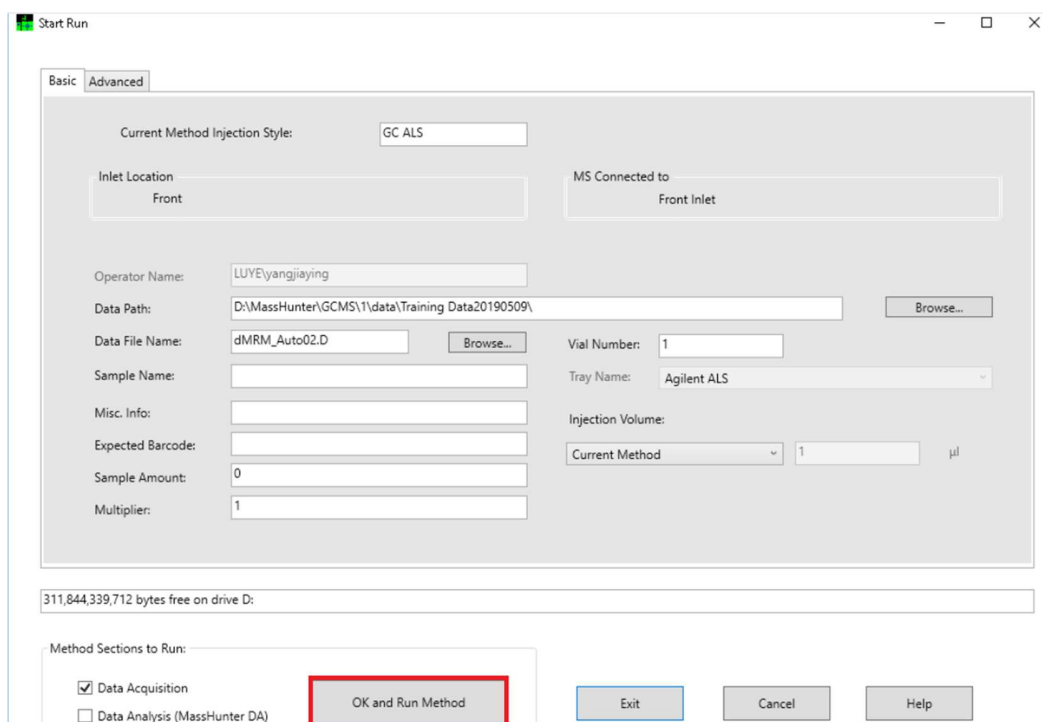 Start Run
Basic Advanced
Current Method Injection Style: GC ALS
Inlet Location
Front
MS Connected to
Front Inlet
Operator Name: LUYE\yangjiaying
Data Path: D:\MassHunter\GCMS\1\data\Training Data20190509\ Browse...
Data File Name: dMRM_Auto02.D Browse... Vial Number: 1
Sample Name: Tray Name: Agilent ALS
Misc. Info: Injection Volume:
Expected Barcode: Current Method 1 µl
Sample Amount: 0
Multiplier: 1
311,844,339,712 bytes free on drive D:
Method Sections to Run:
Data Acquisition
Data Analysis (MassHunter DA)
OK and Run Method Exit Cancel Help